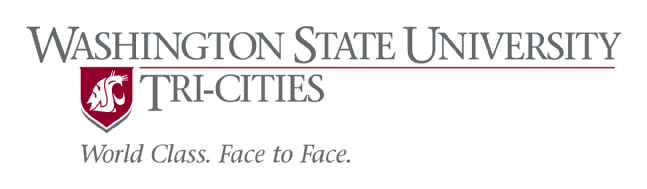 WASHINGTON STATE UNIVERSITY
TRI-CITIES
World Class. Face to Face.